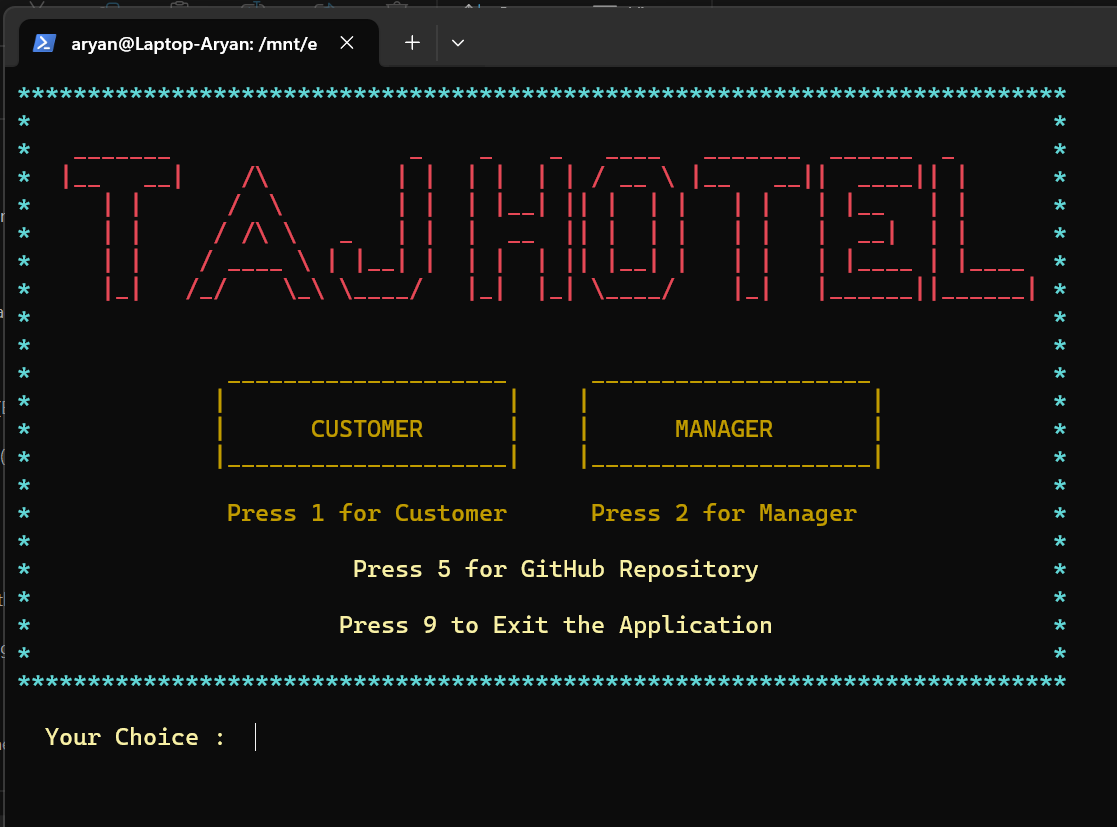 aryan@Laptop-Aryan: /mnt/e
TAJ HOTEL
CUSTOMER MANAGER
Press 1 for Customer Press 2 for Manager
Press 5 for GitHub Repository
Press 9 to Exit the Application
Your Choice :